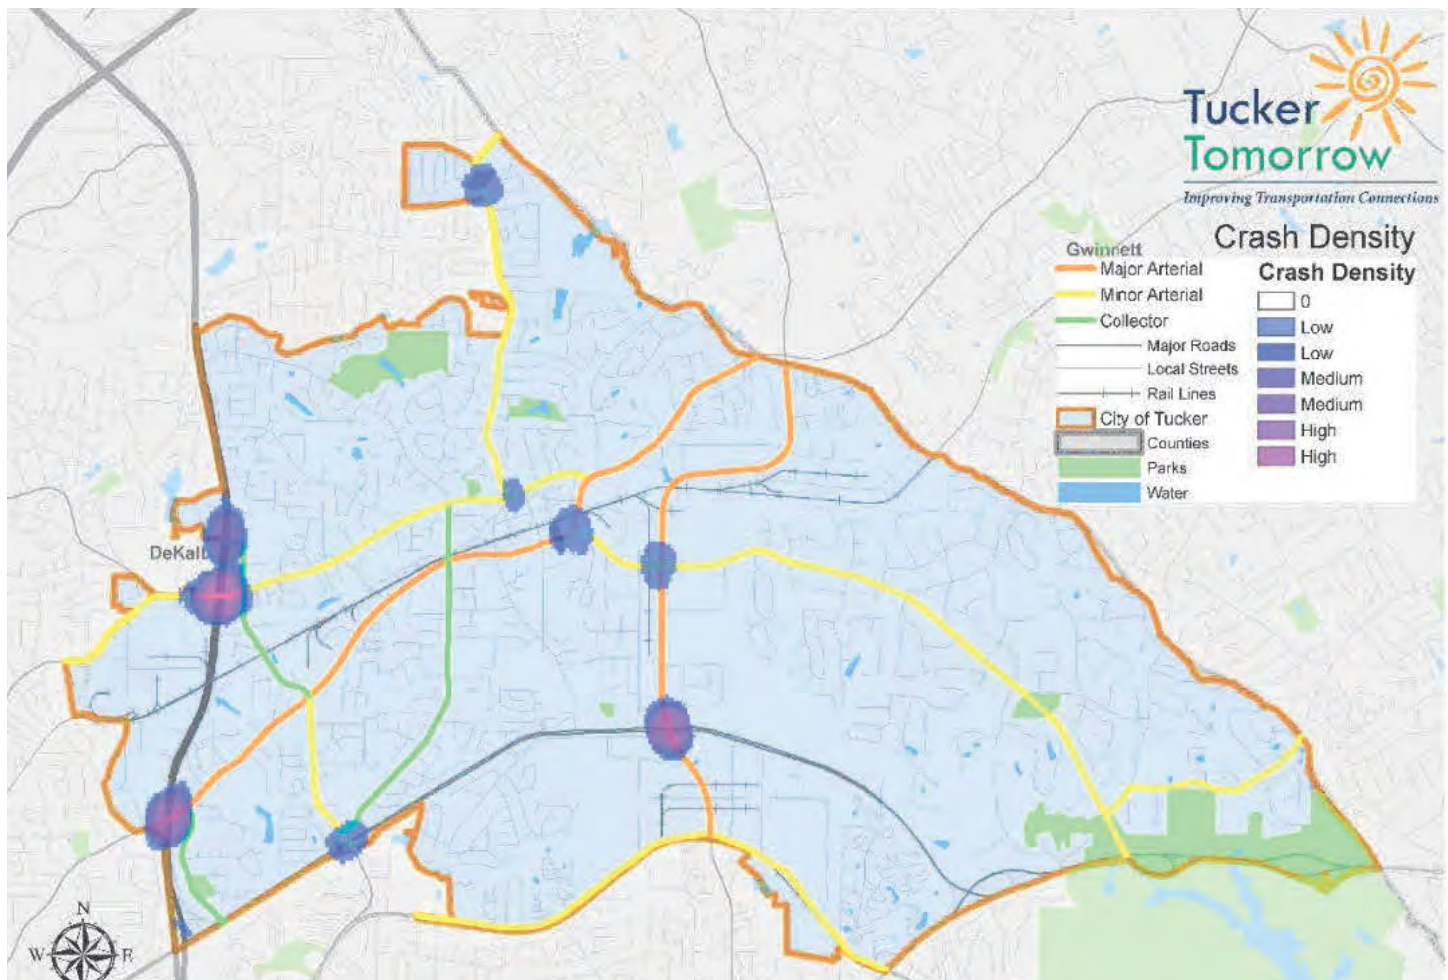 Tucker
Tomorrow
Improving Transportation Connections
Crash Density
Gwinnett
Major Arterial
Minor Arterial
Collector
Major Roads
Local Streets
Rail Lines
City of Tucker
Counties
Parks
Water
Crash Density
0
Low
Low
Medium
Medium
High
High
DeKal
N
W
E